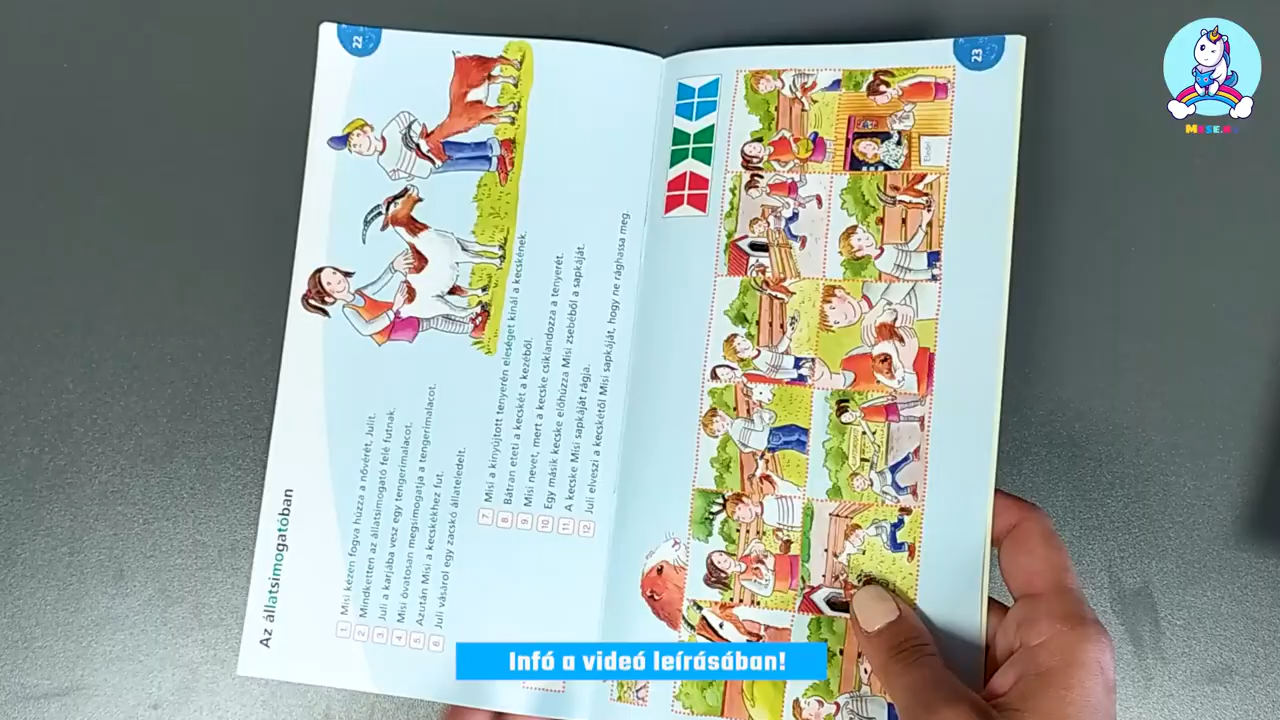 22
Az állatsimogatóban
1 Misi kézen fogva húzza a nővérét, Julit.
2 Mindketten az állatsimogató felé futnak.
3 Juli a karjába vesz egy tengerimalacot.
4 Misi óvatosan megsimogatja a tengerimalacot.
5 Azután Misi a kecskékhez fut.
6 Juli vásárol egy zacskó állateledelt.
7 Misi a kinyújtott tenyerén eleséget kínál a kecskének.
8 Bátran eteti a kecskét a kezéből.
9 Misi nevet, mert a kecske csiklandozza a tenyerét.
10 Egy másik kecske előhúzza Misi zsebéből a sapkáját.
11 A kecske Misi sapkáját rágja.
12 Juli elveszi a kecskétől Misi sapkáját, hogy ne rághassa meg.
23
Eledel
Infó a videó leírásában!